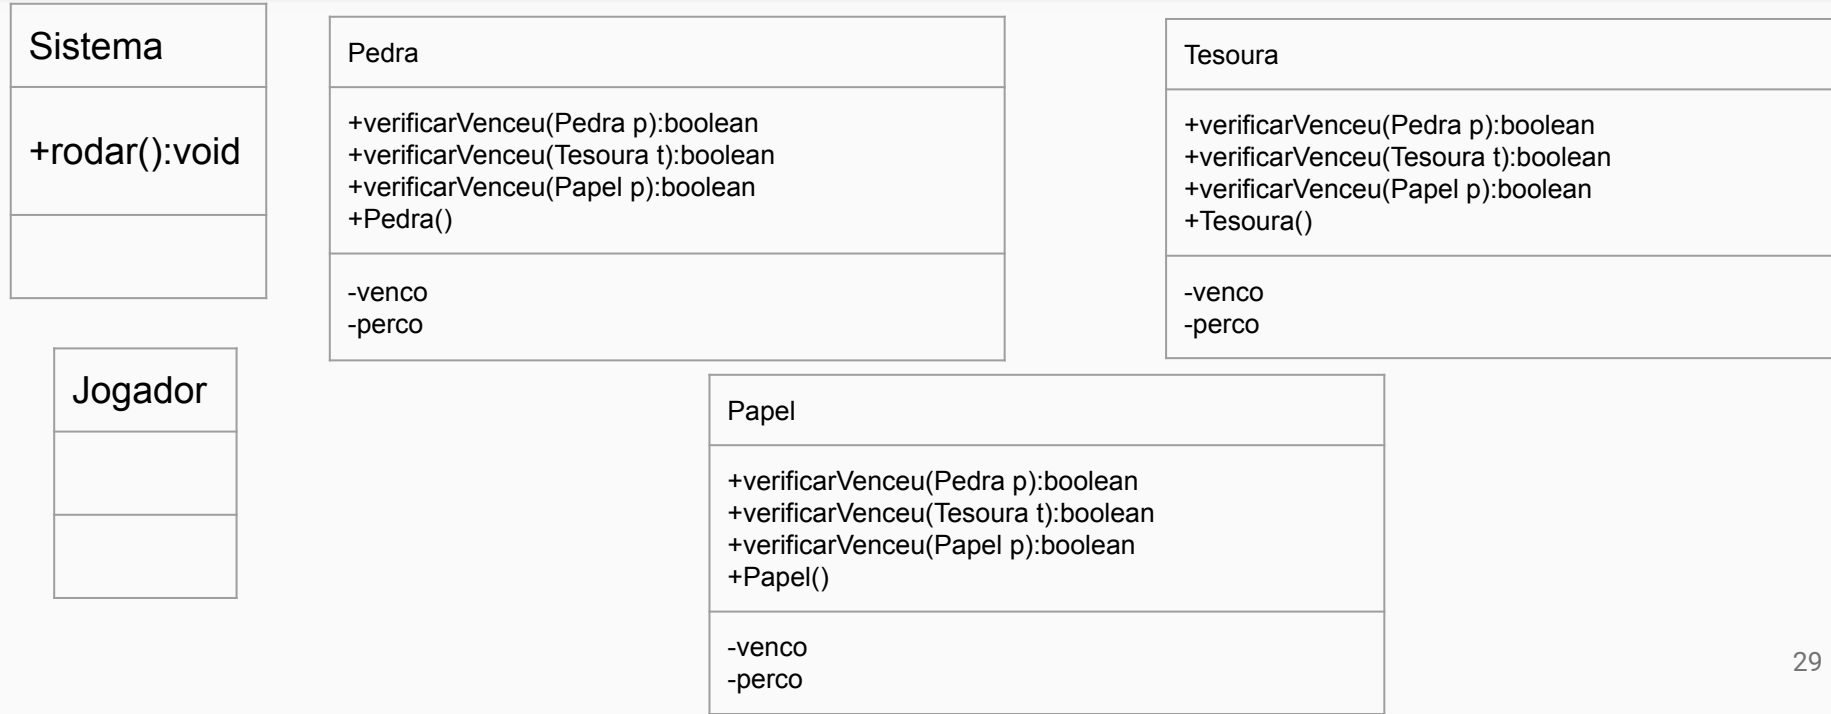 Sistema
+rodar():void
Pedra
+verificarVenceu(Pedra p):boolean
+verificarVenceu(Tesoura t):boolean
+verificarVenceu(Papel p):boolean
+Pedra()
-venco
-perco
Tesoura
+verificarVenceu(Pedra p):boolean
+verificarVenceu(Tesoura t):boolean
+verificarVenceu(Papel p):boolean
+Tesoura()
-venco
-perco
Jogador
Papel
+verificarVenceu(Pedra p):boolean
+verificarVenceu(Tesoura t):boolean
+verificarVenceu(Papel p):boolean
+Papel()
-venco
-perco
29